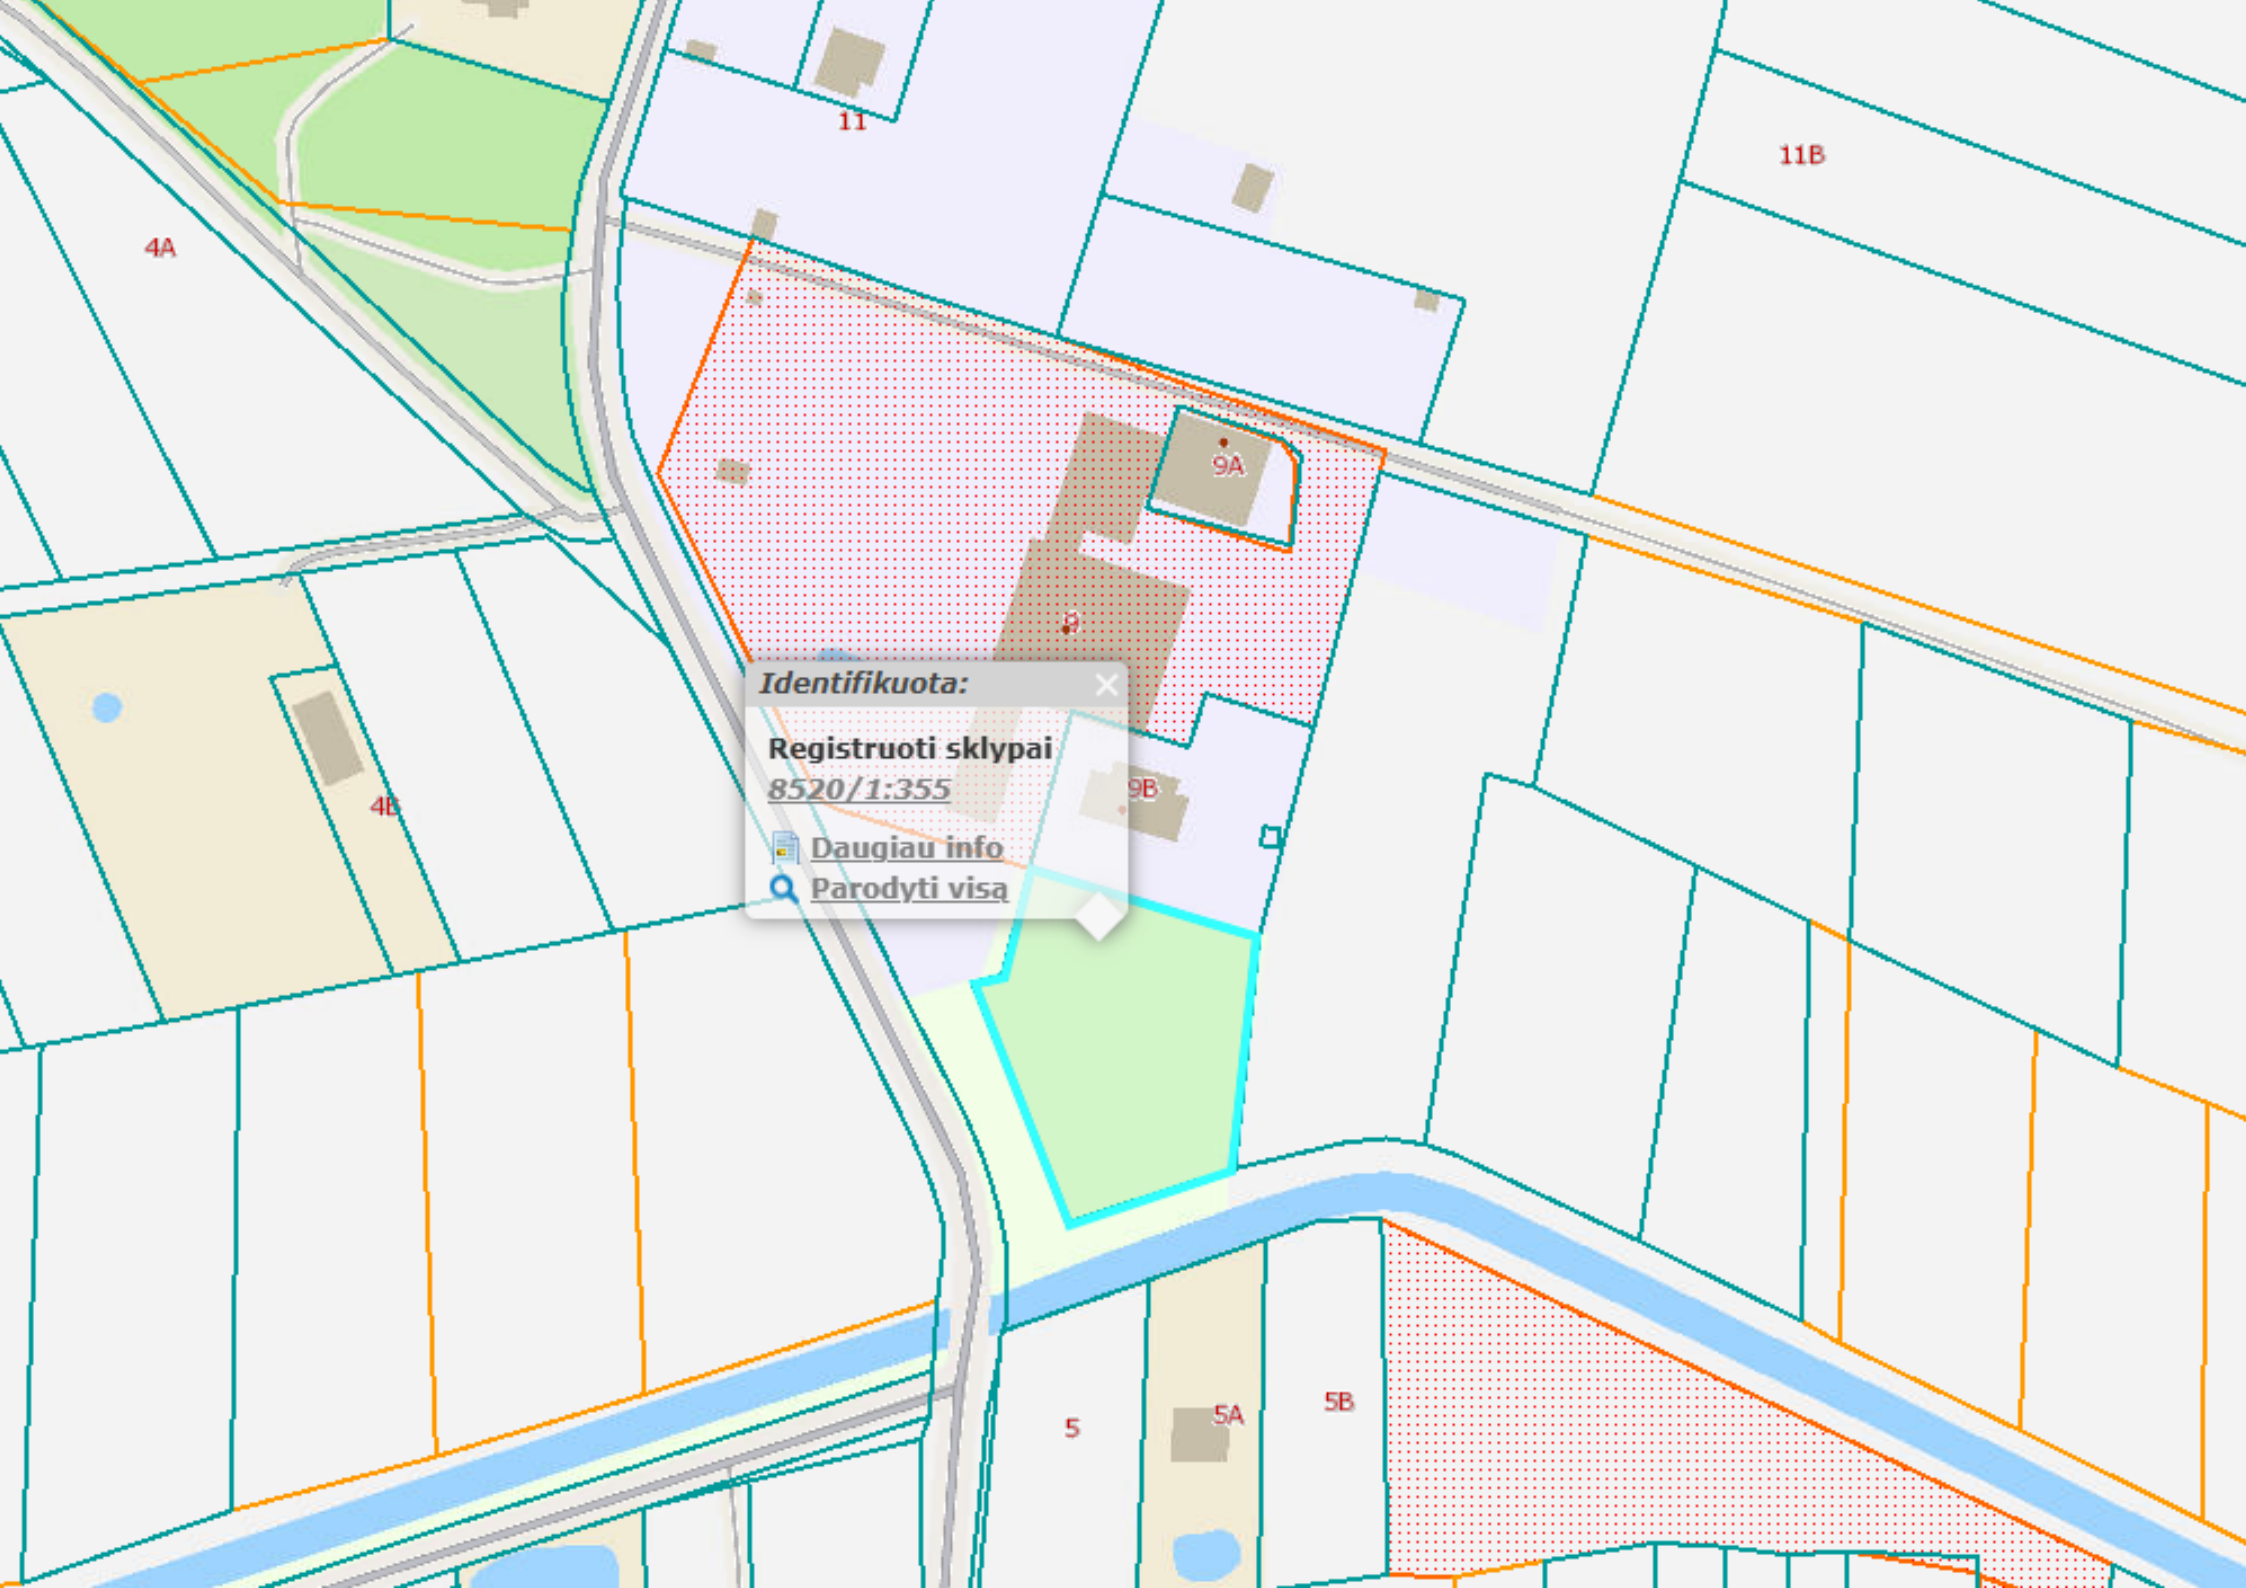 11
11B
4A
9A
9
Identifikuota:
Registruoti sklypai
8520/1:355
Daugiau info
Parodyti visą
9B
4B
5
5A
5B